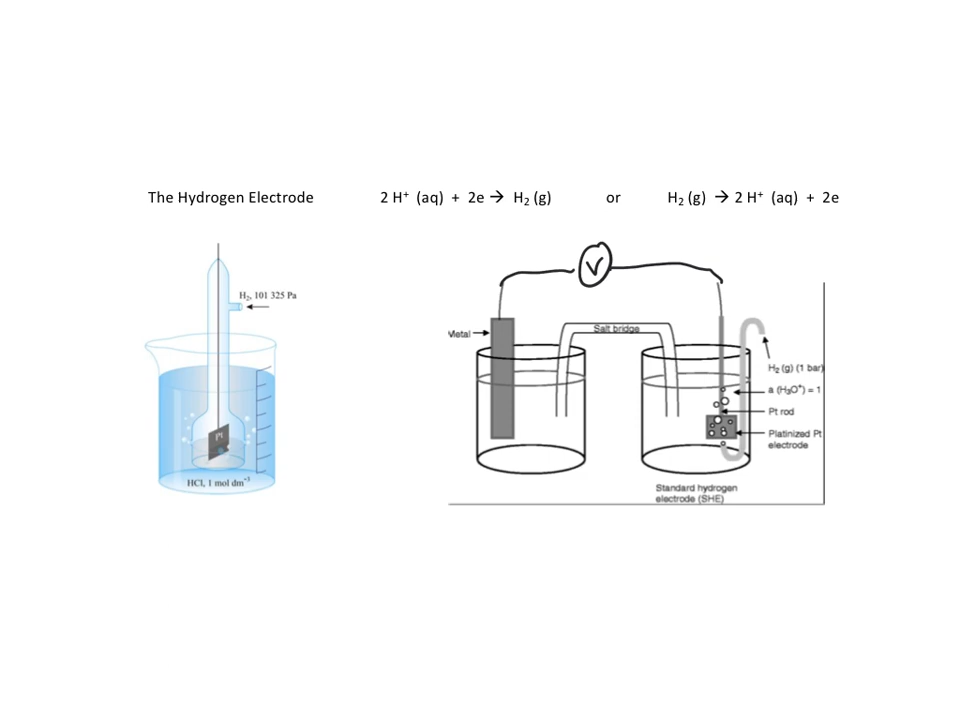 The Hydrogen Electrode 2 H⁺ (aq) + 2e → H₂ (g) or H₂ (g) → 2 H⁺ (aq) + 2e
H₂, 101 325 Pa
Pt
HCl, 1 mol dm⁻³
V
Metal
Salt bridge
H₂ (g) (1 bar)
a (H₃O⁺) = 1
Pt rod
Platinized Pt
electrode
Standard hydrogen
electrode (SHE)